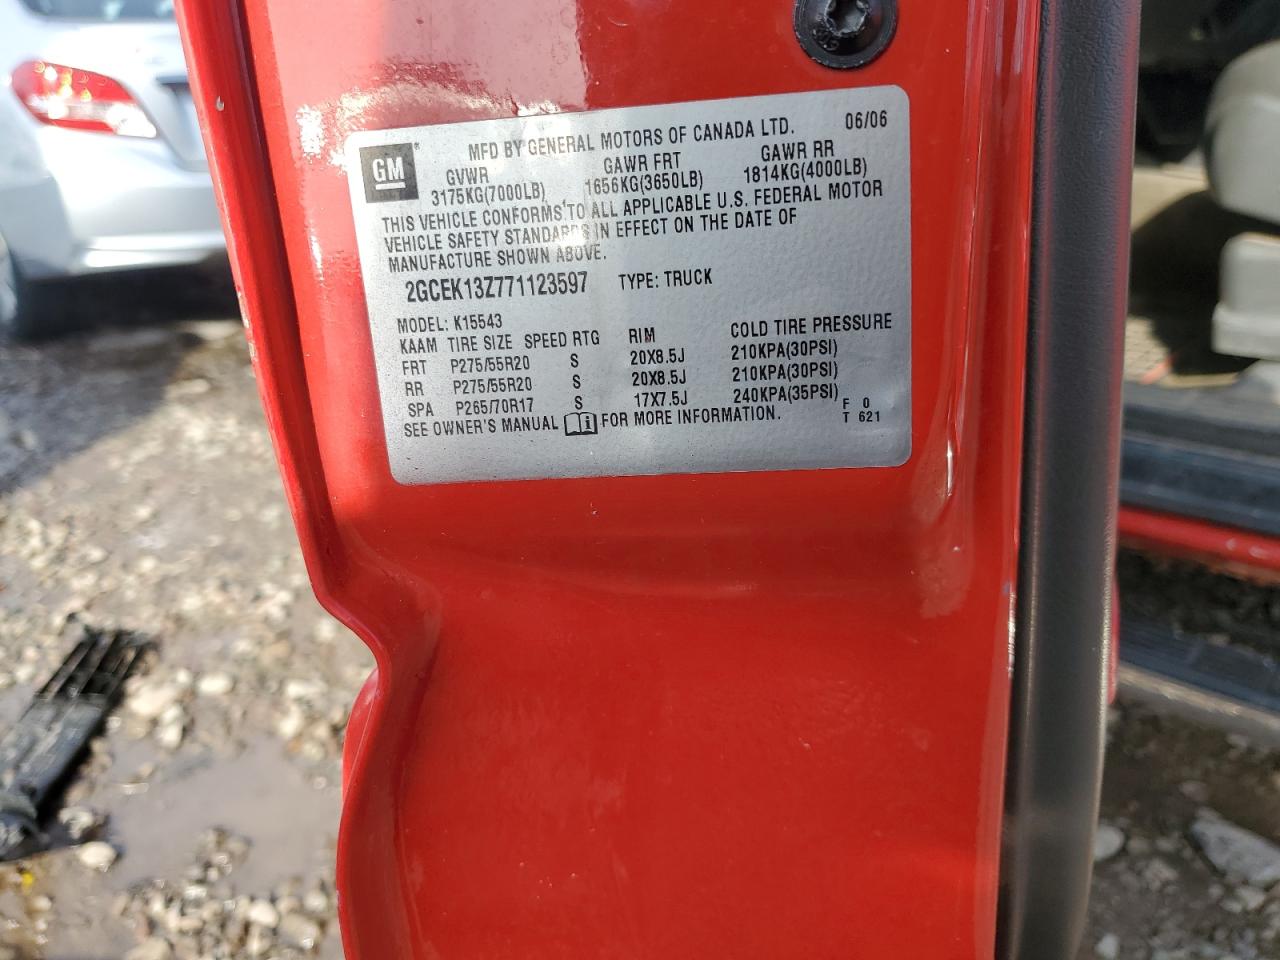 GM
MFD BY GENERAL MOTORS OF CANADA LTD. 06/06
GVWR GAWR FRT GAWR RR
3175KG(7000LB) 1656KG(3650LB) 1814KG(4000LB)
THIS VEHICLE CONFORMS TO ALL APPLICABLE U.S. FEDERAL MOTOR
VEHICLE SAFETY STANDARDS IN EFFECT ON THE DATE OF
MANUFACTURE SHOWN ABOVE.
2GCEK13Z771123597 TYPE: TRUCK
MODEL: K15543
KAAM TIRE SIZE SPEED RTG RIM COLD TIRE PRESSURE
FRT P275/55R20 S 20X8.5J 210KPA(30PSI)
RR P275/55R20 S 20X8.5J 210KPA(30PSI)
SPA P265/70R17 S 17X7.5J 240KPA(35PSI) F 0
SEE OWNER'S MANUAL i FOR MORE INFORMATION. T 621